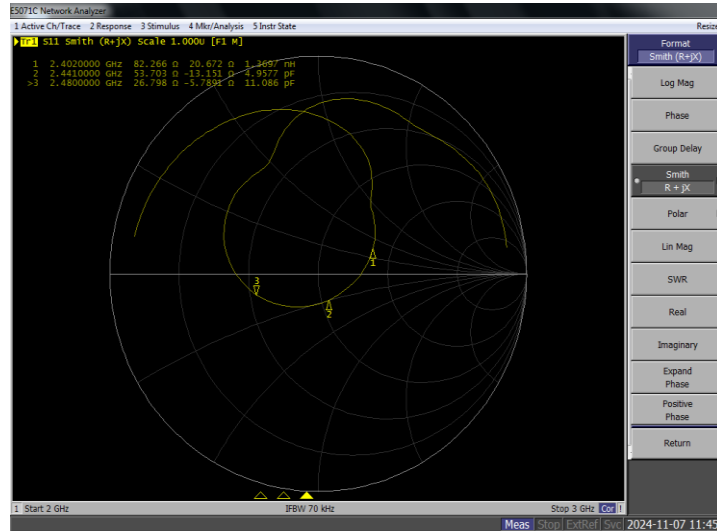 E5071C Network Analyzer
1 Active Ch/Trace 2 Response 3 Stimulus 4 Mkr/Analysis 5 Instr State
Resize
Tr1 S11 Smith (R+jX) Scale 1.000U [F1 M]
1 2.4020000 GHz 82.266 Ω 20.672 Ω 1.3697 nH
2 2.4410000 GHz 53.703 Ω -13.151 Ω 4.9577 pF
>3 2.4800000 GHz 26.798 Ω -5.7891 Ω 11.086 pF
1
2
3
Format
Smith (R+jX)
Log Mag
Phase
Group Delay
Smith
R + jX
Polar
Lin Mag
SWR
Real
Imaginary
Expand
Phase
Positive
Phase
Return
1 Start 2 GHz
IFBW 70 kHz
Stop 3 GHz Cor !
Meas Stop ExtRef Svc 2024-11-07 11:45